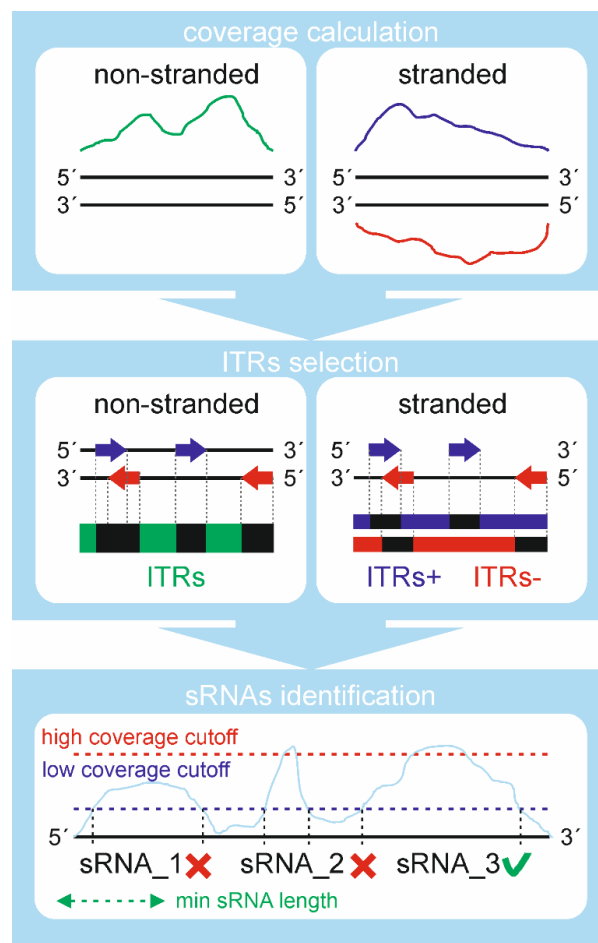 coverage calculation
non-stranded
stranded
5´ 3´ 5´ 3´
3´ 5´ 3´ 5´
ITRs selection
non-stranded
stranded
5´ 3´ 5´ 3´
3´ 5´ 3´ 5´
ITRs
ITRs+ ITRs-
sRNAs identification
high coverage cutoff
low coverage cutoff
5´ 3´
sRNA_1 sRNA_2 sRNA_3
min sRNA length